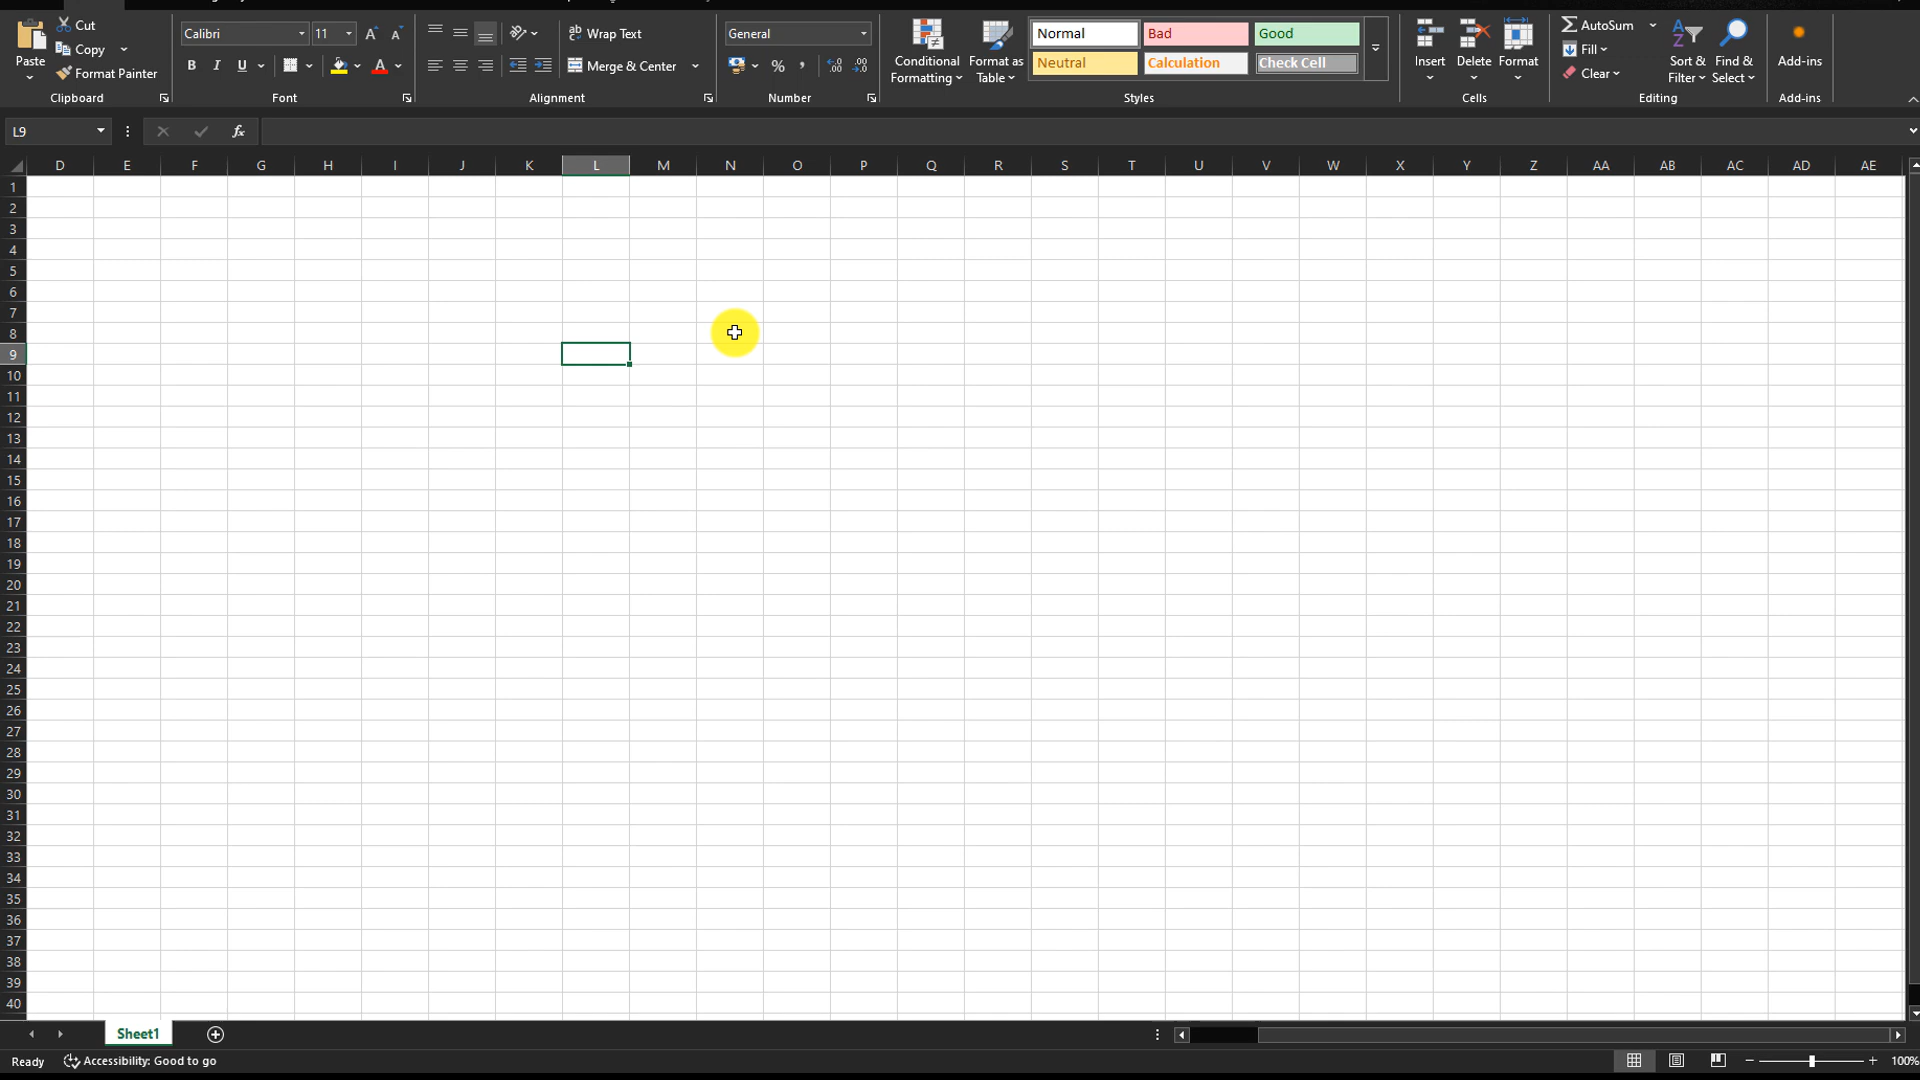 Cut
Copy
Format Painter
Paste
Clipboard
Calibri
11
A A
B I U A
Font
Wrap Text
Merge & Center
Alignment
General
%
Number
Conditional
Formatting
Format as
Table
Normal
Bad
Good
Neutral
Calculation
Check Cell
Styles
Insert
Delete
Format
Cells
AutoSum
Fill
Clear
Sort &
Filter
Find &
Select
Editing
Add-ins
Add-ins
L9
fx
D E F G H I J K L M N O P Q R S T U V W X Y Z AA AB AC AD AE
1
2
3
4
5
6
7
8
9
10
11
12
13
14
15
16
17
18
19
20
21
22
23
24
25
26
27
28
29
30
31
32
33
34
35
36
37
38
39
40
Sheet1
Ready
Accessibility: Good to go
100%